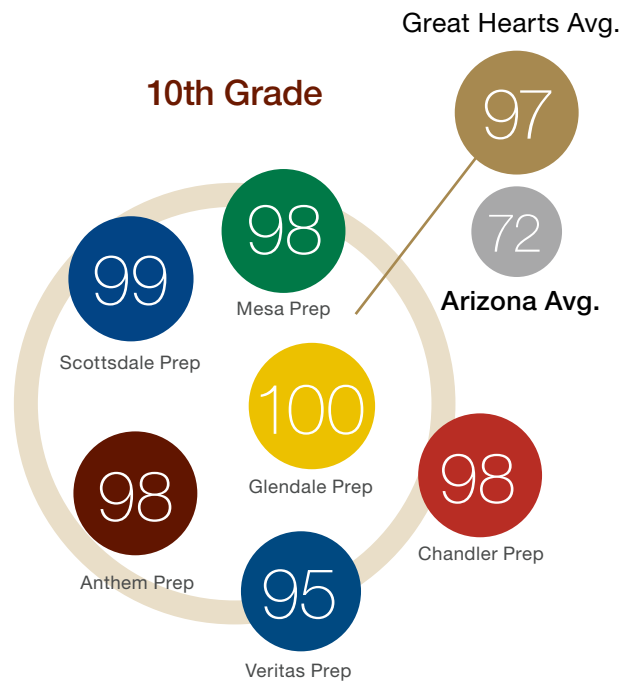 Great Hearts Avg.
97
10th Grade
72
Arizona Avg.
98
Mesa Prep
99
Scottsdale Prep
100
Glendale Prep
98
Chandler Prep
98
Anthem Prep
95
Veritas Prep